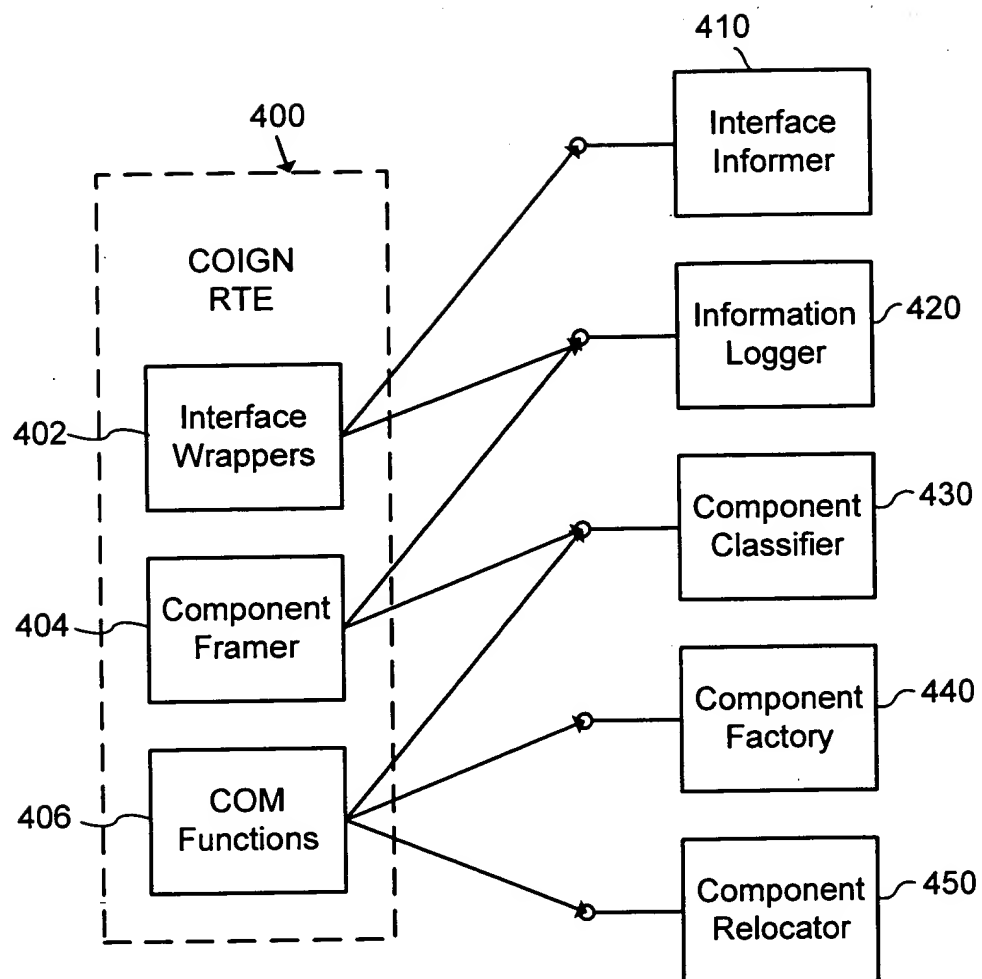 410
Interface
Informer
400
COIGN
RTE
Information
Logger
420
402
Interface
Wrappers
Component
Classifier
430
404
Component
Framer
Component
Factory
440
406
COM
Functions
Component
Relocator
450